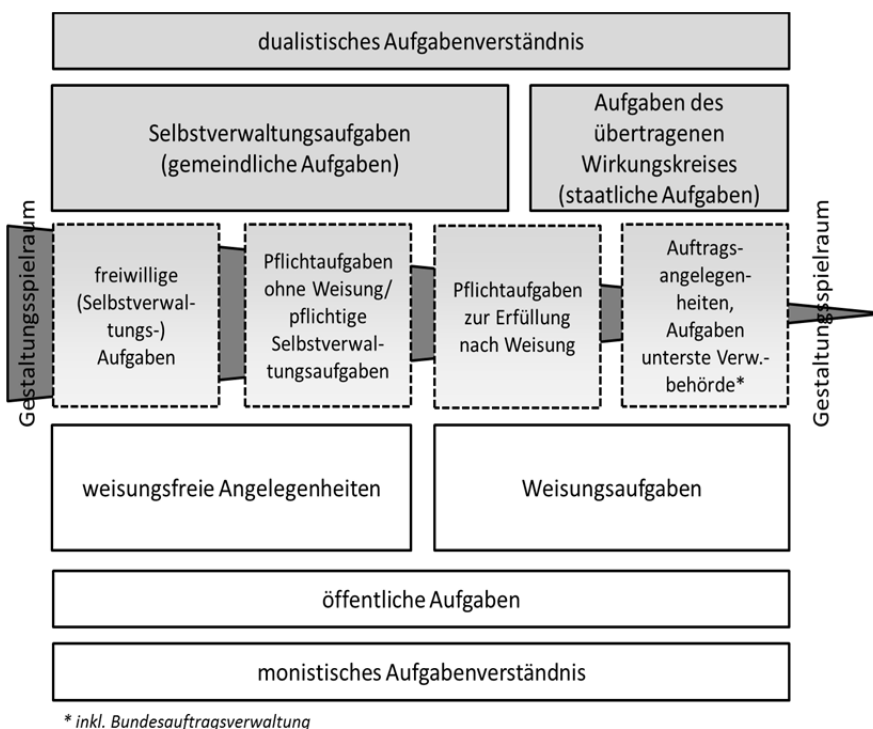 dualistisches Aufgabenverständnis
Selbstverwaltungsaufgaben
(gemeindliche Aufgaben)
Aufgaben des
übertragenen
Wirkungskreises
(staatliche Aufgaben)
Gestaltungsspielraum
freiwillige
(Selbstverwal-
tungs-)
Aufgaben
Pflichtaufgaben
ohne Weisung/
pflichtige
Selbstverwal-
tungsaufgaben
Pflichtaufgaben
zur Erfüllung
nach Weisung
Auftrags-
angelegen-
heiten,
Aufgaben
unterste Verw.-
behörde*
Gestaltungsspielraum
weisungsfreie Angelegenheiten
Weisungsaufgaben
öffentliche Aufgaben
monistisches Aufgabenverständnis
* inkl. Bundesauftragsverwaltung